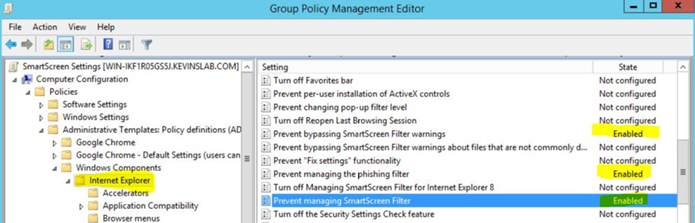 Group Policy Management Editor
File Action View Help
SmartScreen Settings [WIN-IKF1R05GS5J.KEVINSLAB.COM]
Computer Configuration
Policies
Software Settings
Windows Settings
Administrative Templates: Policy definitions (AD
Google Chrome
Google Chrome - Default Settings (users can
Windows Components
Internet Explorer
Accelerators
Application Compatibility
Browser menus
Setting State
Turn off Favorites bar Not configured
Prevent per-user installation of ActiveX controls Not configured
Prevent changing pop-up filter level Not configured
Turn off Reopen Last Browsing Session Not configured
Prevent bypassing SmartScreen Filter warnings Enabled
Prevent bypassing SmartScreen Filter warnings about files that are not commonly d... Not configured
Prevent "Fix settings" functionality Not configured
Prevent managing the phishing filter Enabled
Turn off Managing SmartScreen Filter for Internet Explorer 8 Not configured
Prevent managing SmartScreen Filter Enabled
Turn off the Security Settings Check feature Not configured